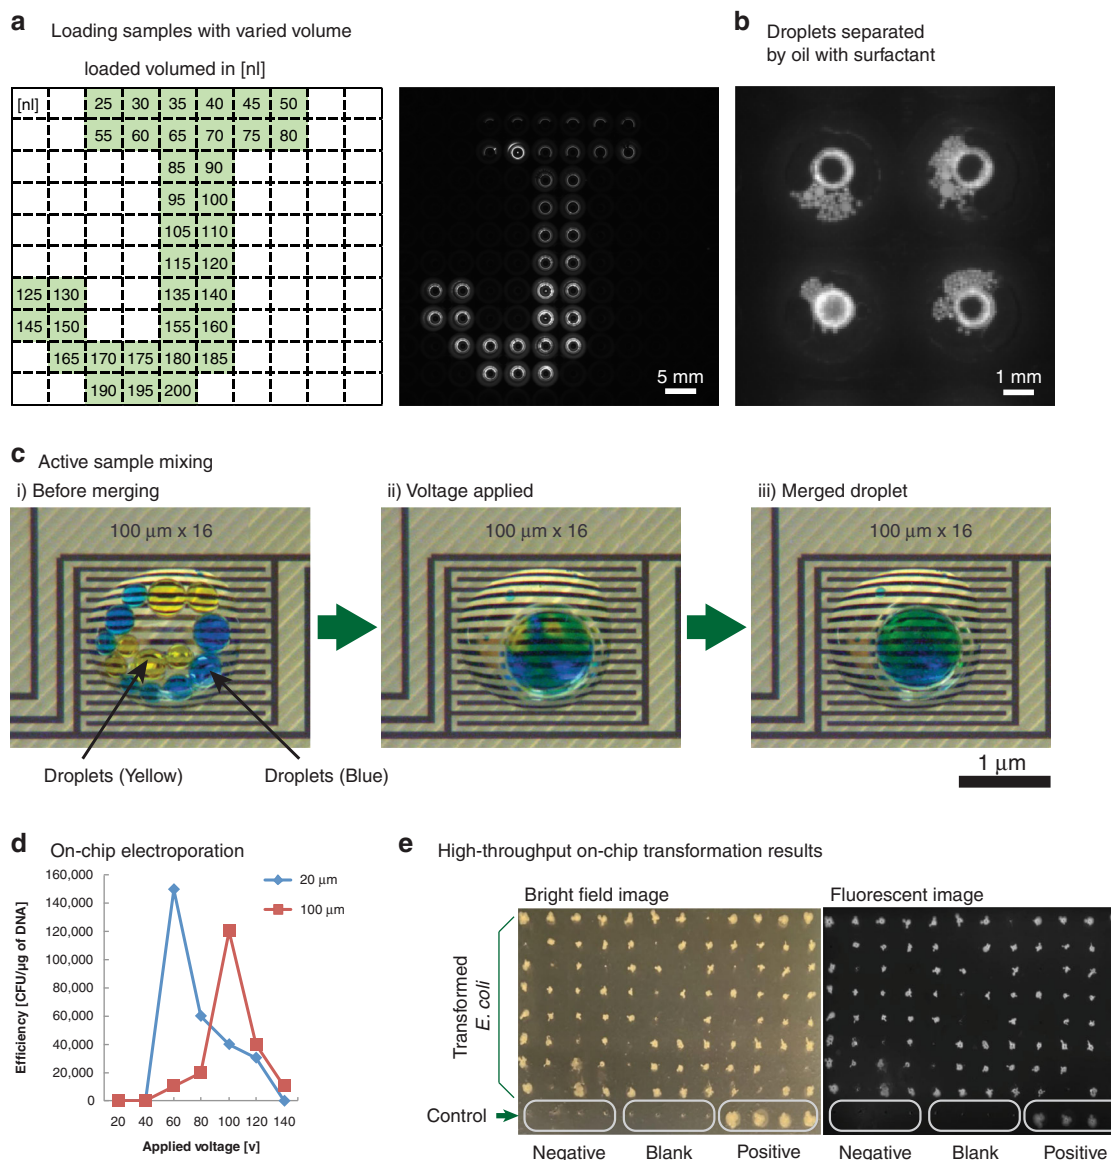 a Loading samples with varied volume
loaded volumed in [nl]
[nl] 25 30 35 40 45 50
55 60 65 70 75 80
85 90
95 100
105 110
115 120
125 130 135 140
145 150 155 160
165 170 175 180 185
190 195 200
5 mm
b Droplets separated
by oil with surfactant
1 mm
c Active sample mixing
i) Before merging
100 μm x 16
Droplets (Yellow)
Droplets (Blue)
ii) Voltage applied
100 μm x 16
iii) Merged droplet
100 μm x 16
1 μm
d On-chip electroporation
160,000
140,000
120,000
100,000
80,000
60,000
40,000
20,000
0
Efficiency [CFU/μg of DNA]
20 μm
100 μm
20 40 60 80 100 120 140
Applied voltage [v]
e High-throughput on-chip transformation results
Bright field image
Fluorescent image
Transformed
E. coli
Control
Negative Blank Positive
Negative Blank Positive